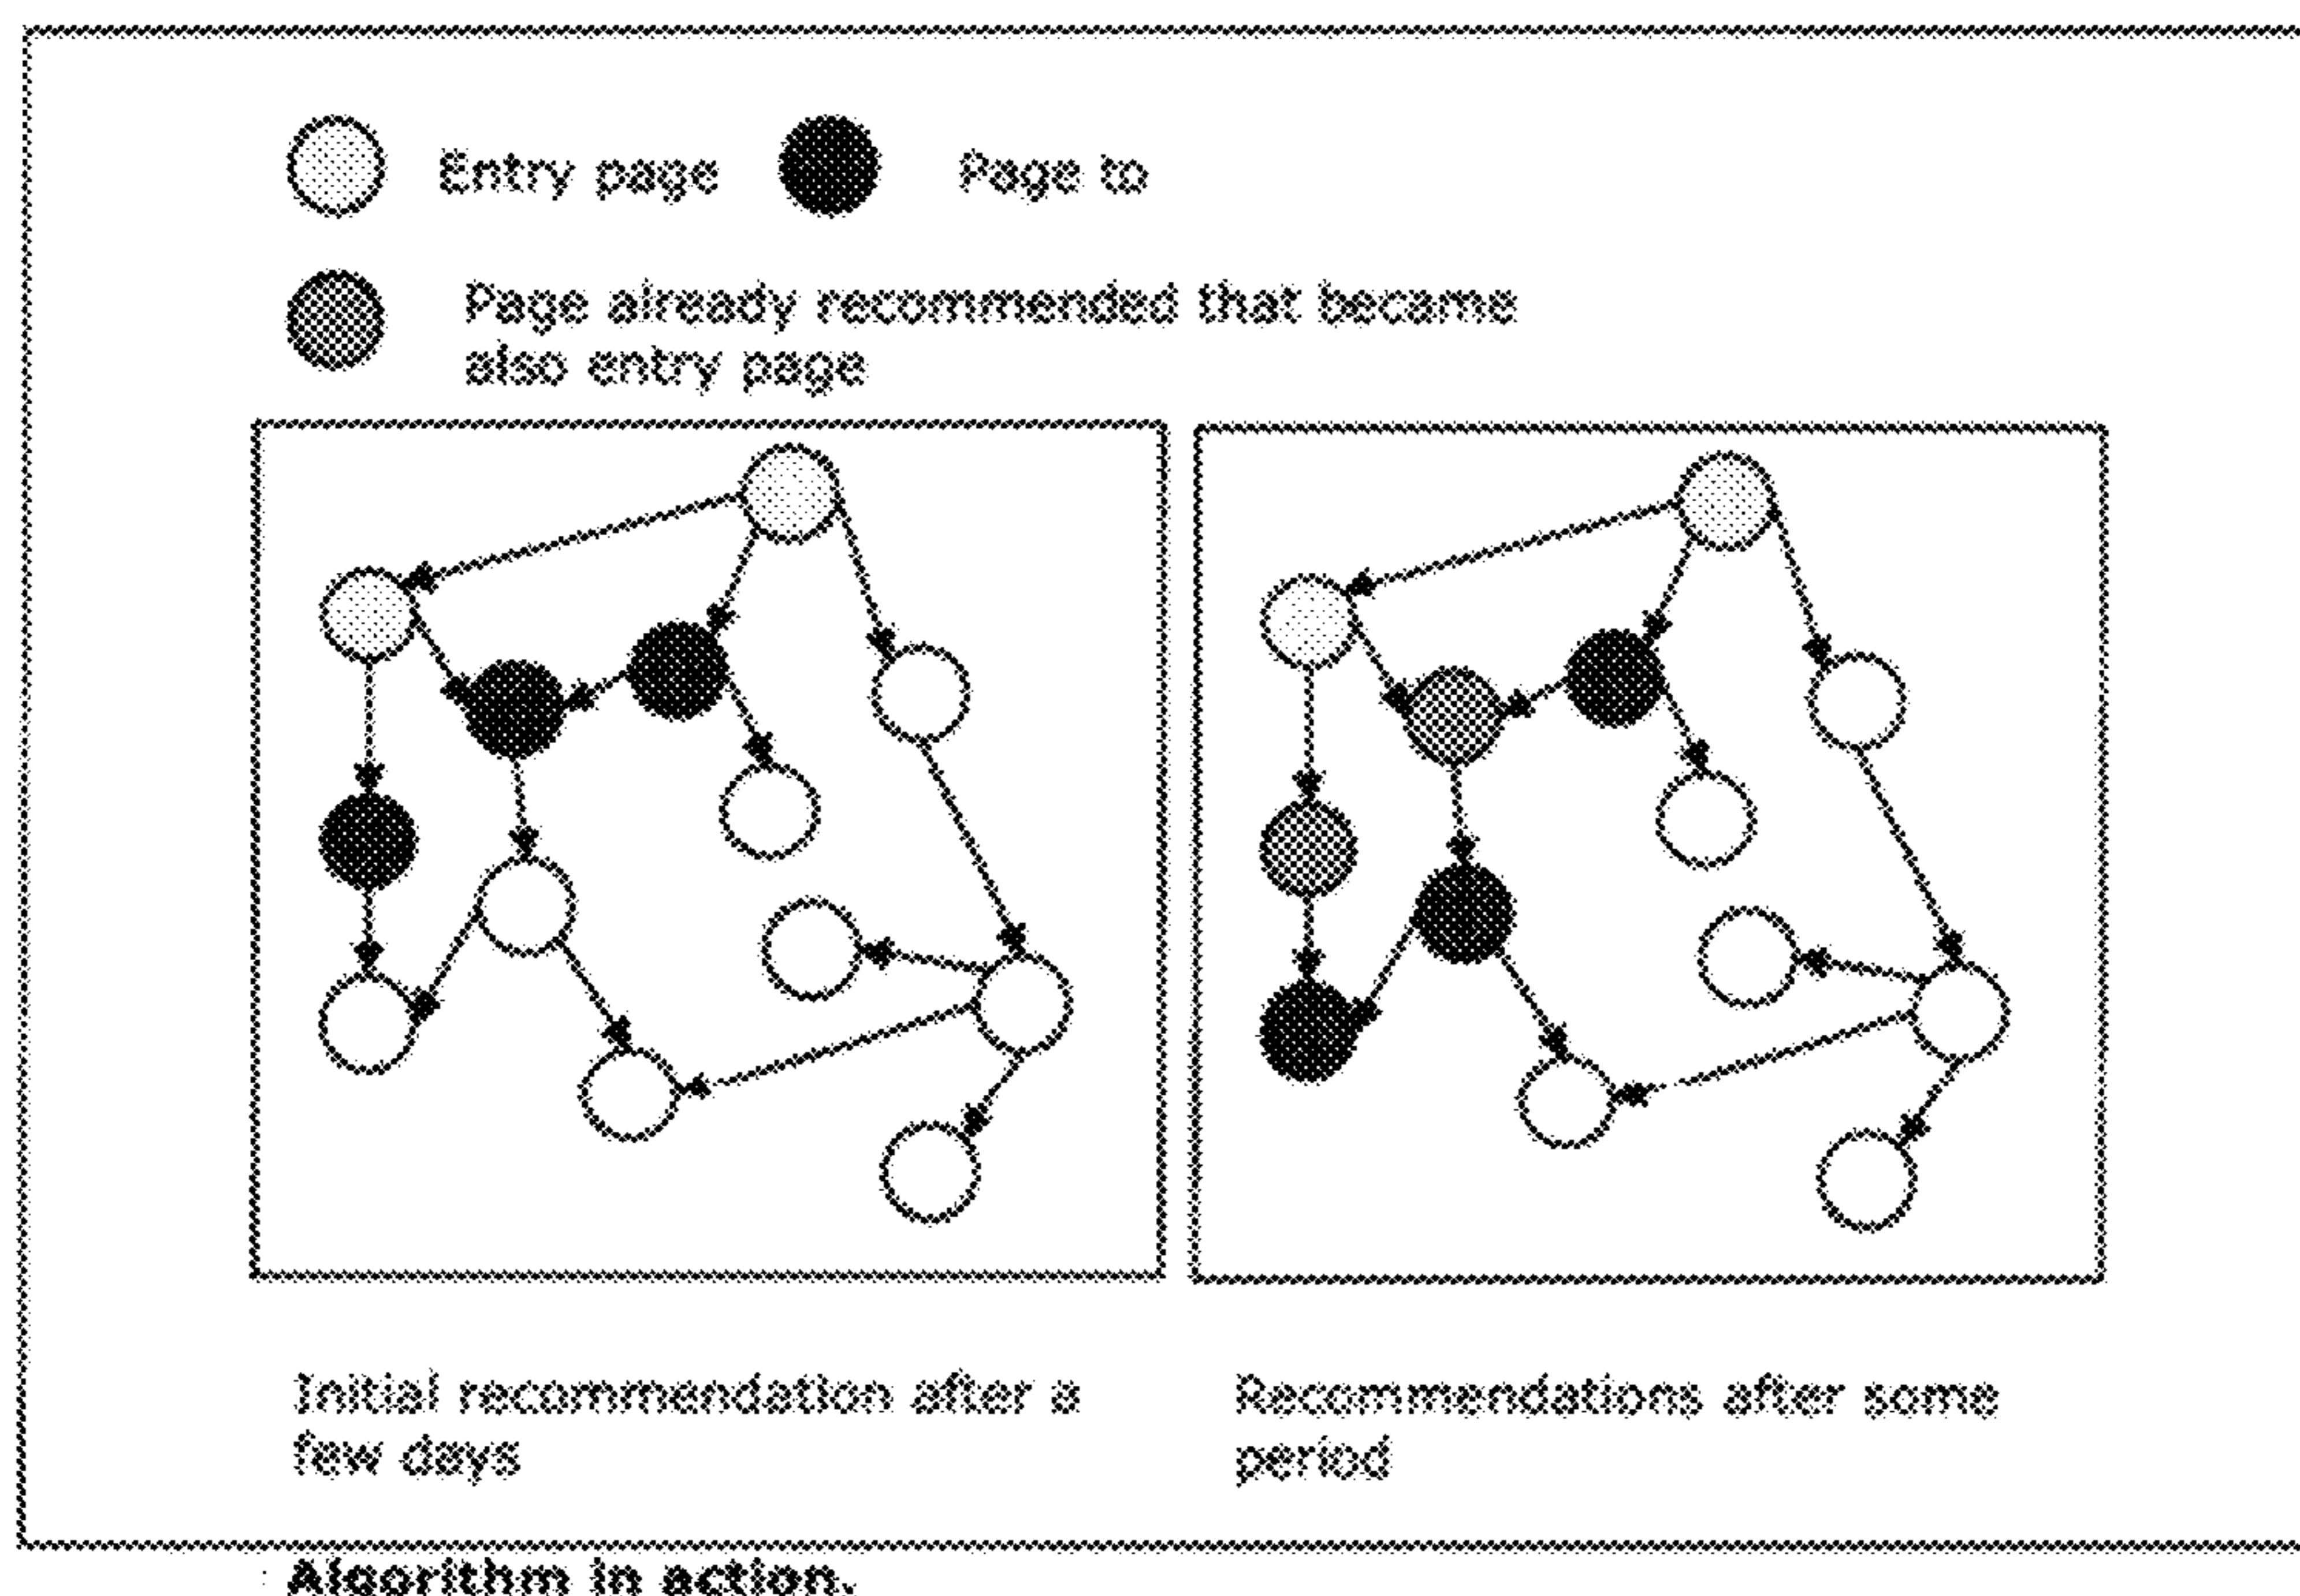 Entry page Page to
Page already recommended that became
also entry page
Initial recommendation after a
few days
Recommendations after some
period
Algorithm in action.